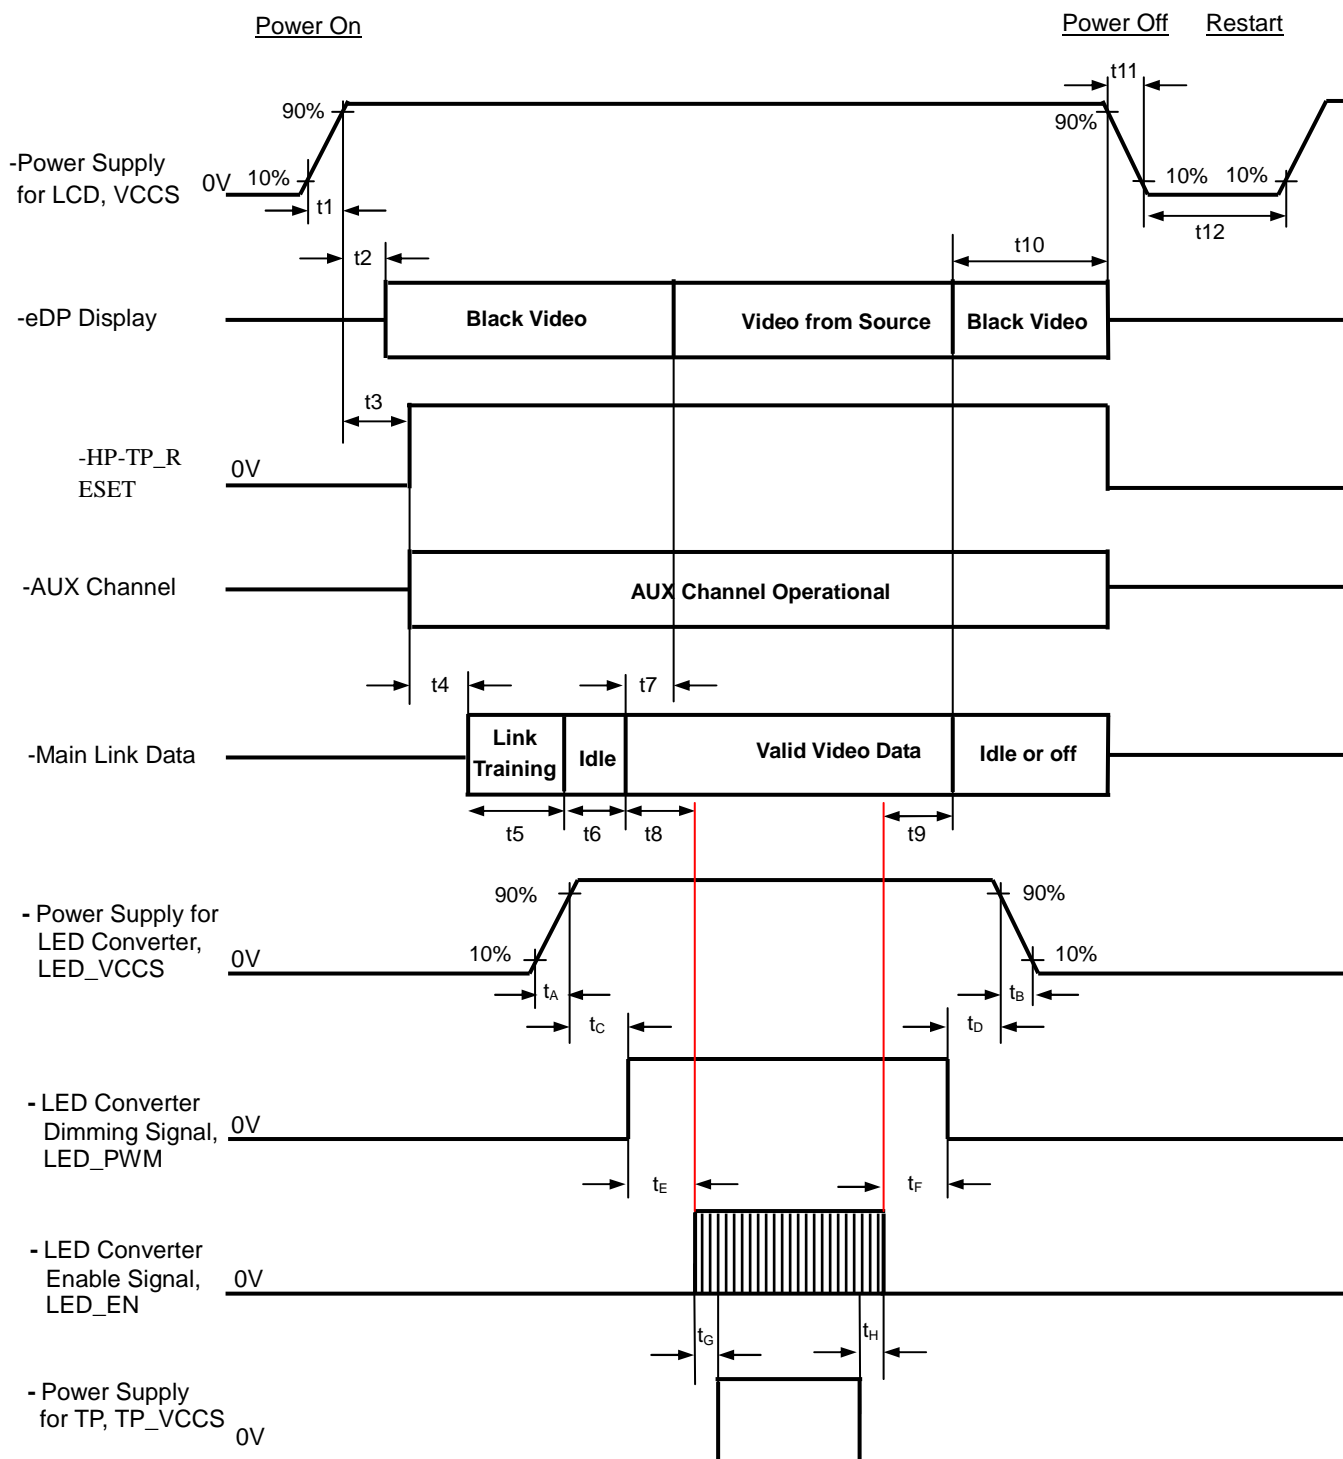 Power On
Power Off
Restart
t11
90%
90%
-Power Supply
for LCD, VCCS
0V
10%
10%
10%
t1
t12
t2
t10
-eDP Display
Black Video
Video from Source
Black Video
t3
-HP-TP_R
ESET
0V
-AUX Channel
AUX Channel Operational
t4
t7
-Main Link Data
Link
Training
Idle
Valid Video Data
Idle or off
t5
t6
t8
t9
90%
90%
- Power Supply for
LED Converter,
LED_VCCS
0V
10%
10%
tA
tB
tC
tD
- LED Converter
Dimming Signal,
LED_PWM
0V
tE
tF
- LED Converter
Enable Signal,
LED_EN
0V
tG
tH
- Power Supply
for TP, TP_VCCS
0V